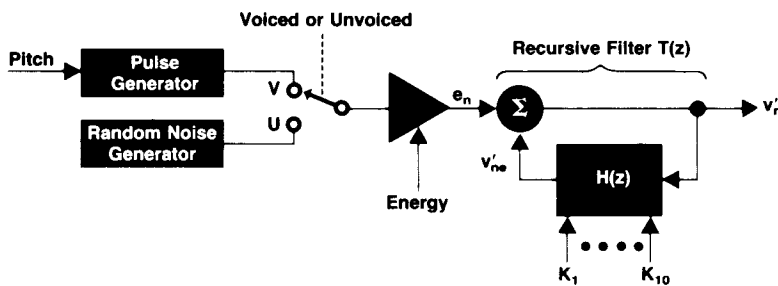 Voiced or Unvoiced
Recursive Filter T(z)
Pitch
Pulse
Generator
V
U
Random Noise
Generator
Energy
eₙ
Σ
v′ₙₑ
H(z)
K₁
K₁₀